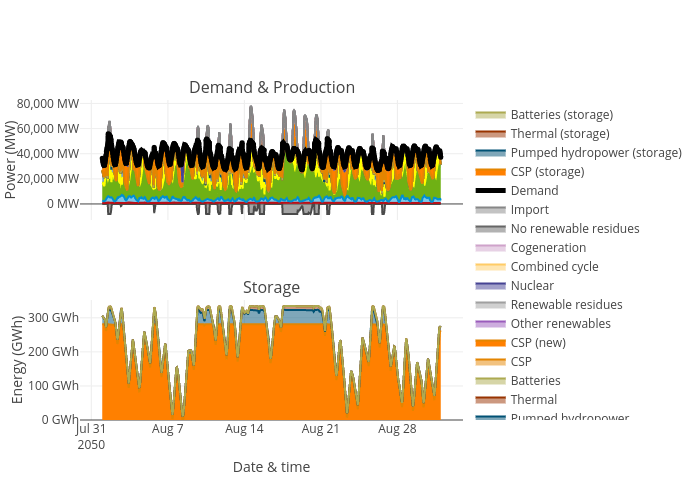 Demand & Production
80,000 MW
60,000 MW
40,000 MW
20,000 MW
0 MW
Power (MW)
Storage
300 GWh
200 GWh
100 GWh
0 GWh
Energy (GWh)
Jul 31
2050
Aug 7
Aug 14
Aug 21
Aug 28
Date & time
Batteries (storage)
Thermal (storage)
Pumped hydropower (storage)
CSP (storage)
Demand
Import
No renewable residues
Cogeneration
Combined cycle
Nuclear
Renewable residues
Other renewables
CSP (new)
CSP
Batteries
Thermal
Pumped hydropower